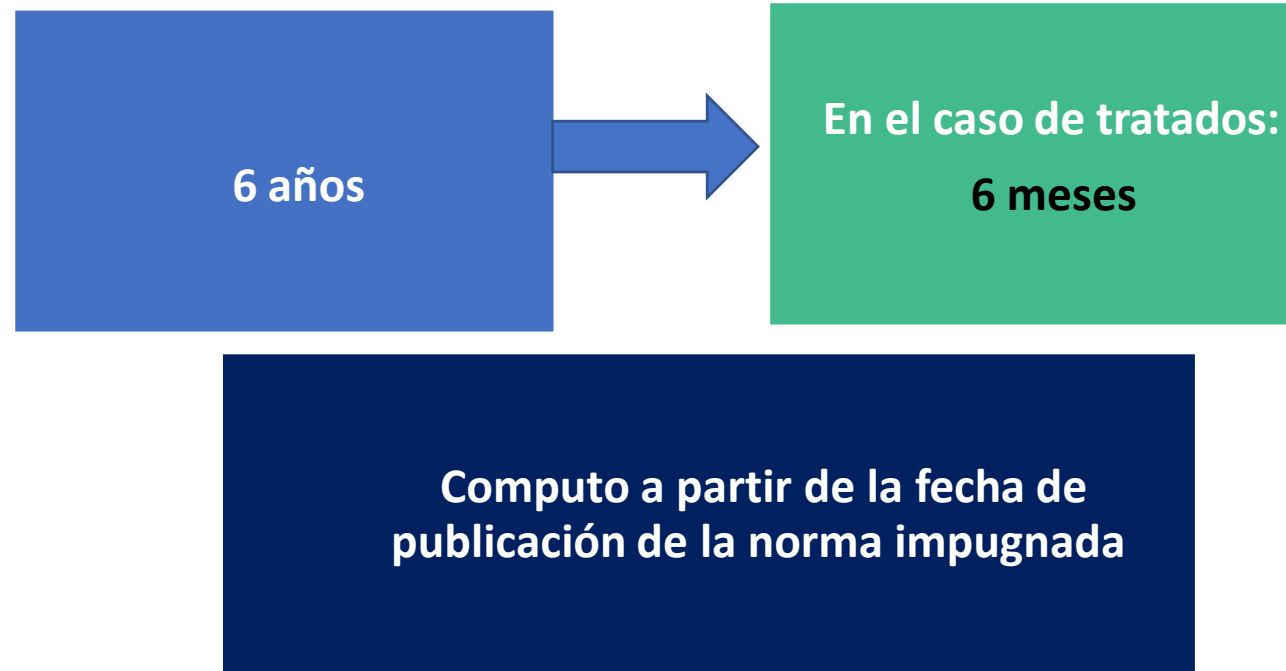 6 años
En el caso de tratados:
6 meses
Computo a partir de la fecha de
publicación de la norma impugnada